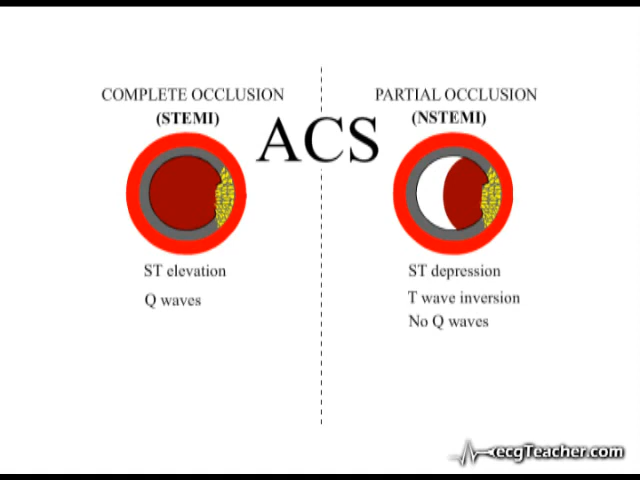 COMPLETE OCCLUSION
(STEMI)
ACS
PARTIAL OCCLUSION
(NSTEMI)
ST elevation
Q waves
ST depression
T wave inversion
No Q waves
ecgTeacher.com